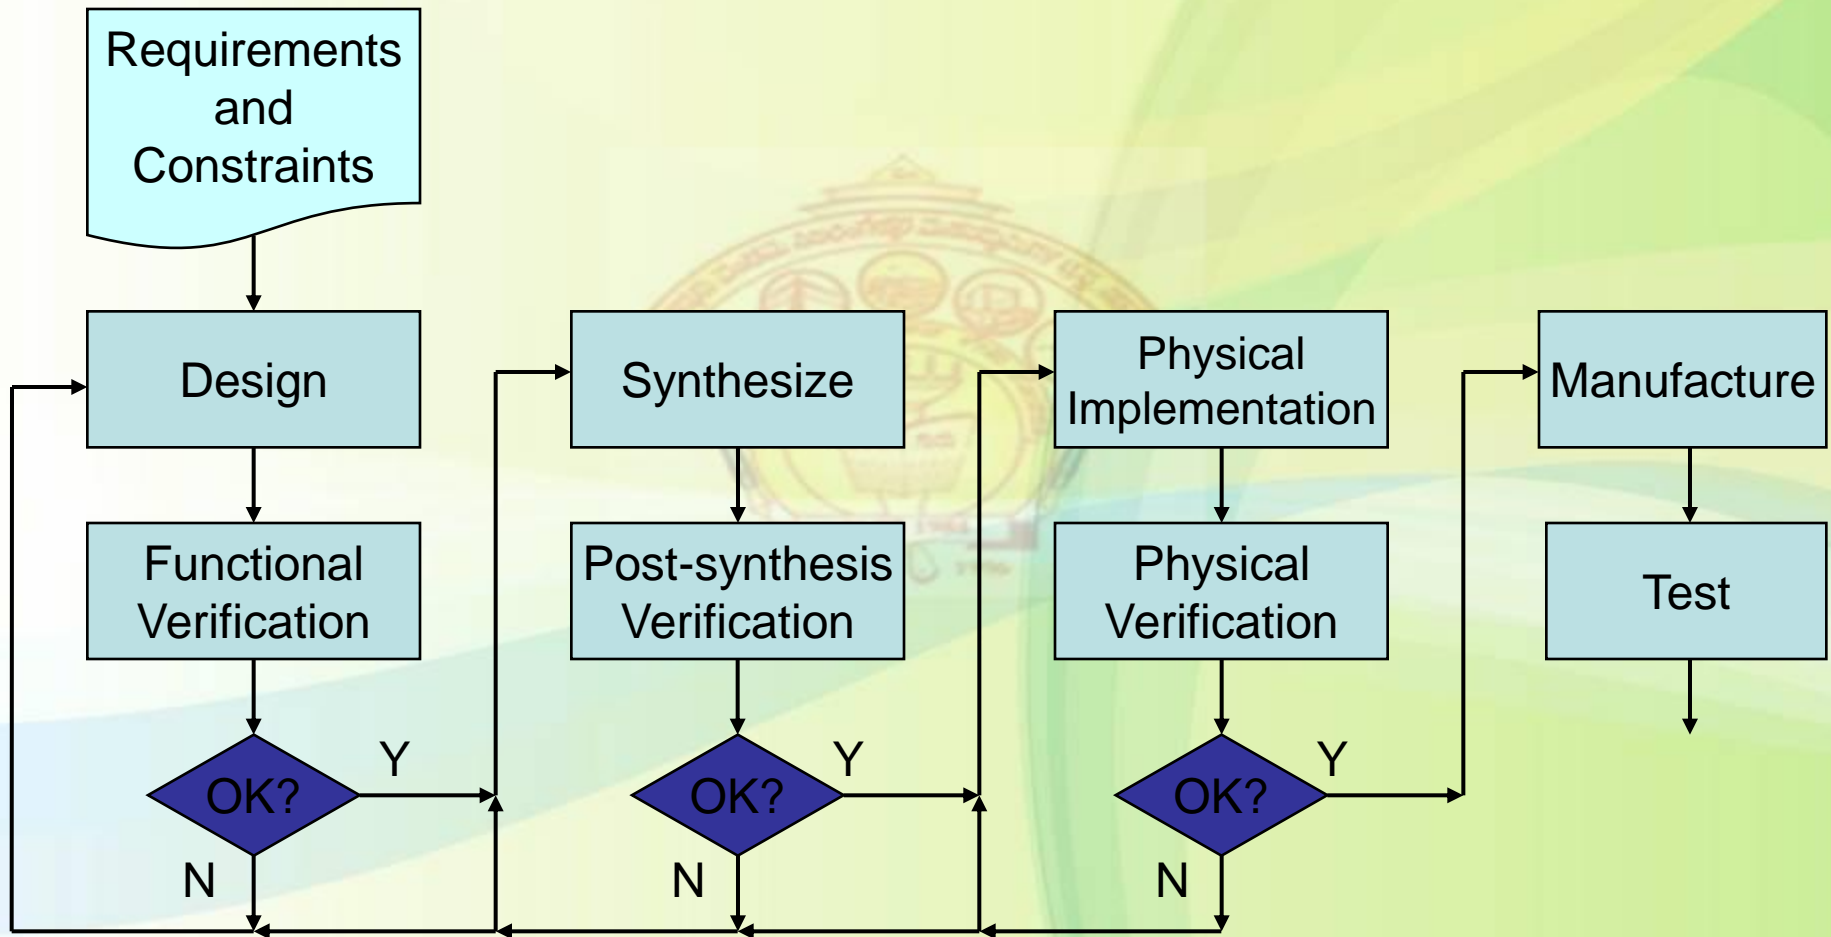 Requirements
and
Constraints
Design
Functional
Verification
OK?
Y
N
Synthesize
Post-synthesis
Verification
OK?
Y
N
Physical
Implementation
Physical
Verification
OK?
Y
N
Manufacture
Test